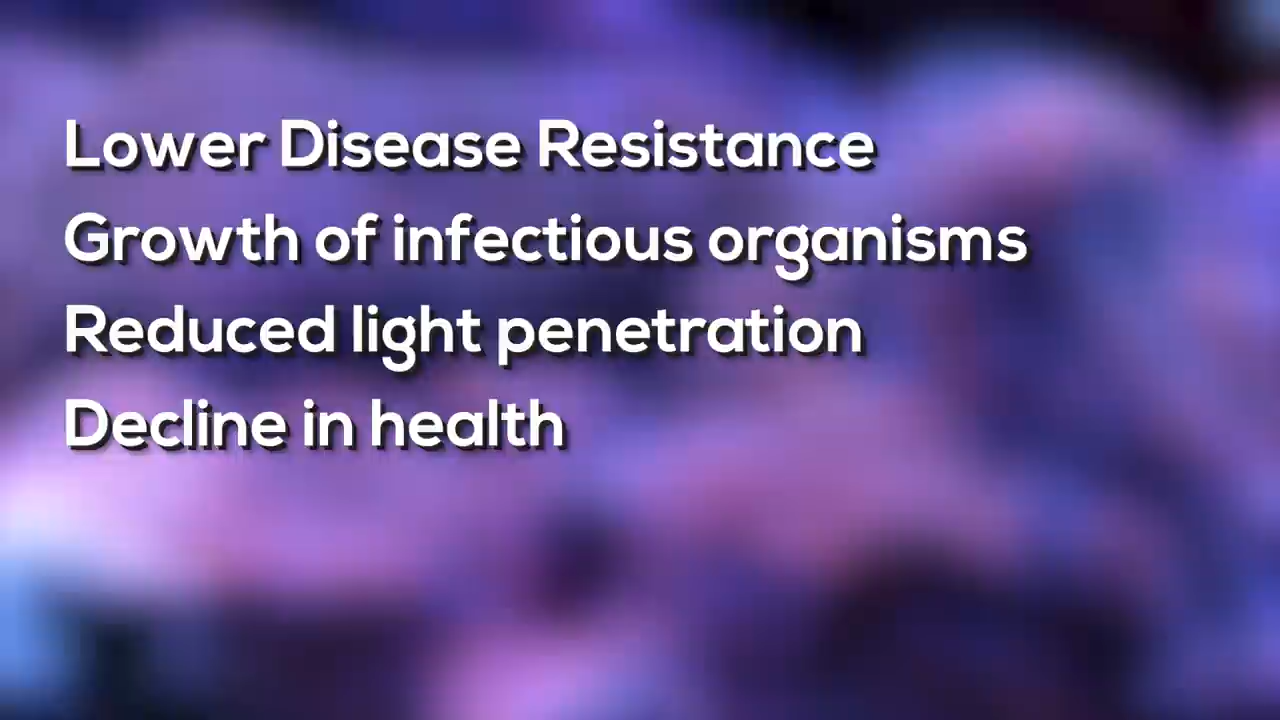 Lower Disease Resistance
Growth of infectious organisms
Reduced light penetration
Decline in health